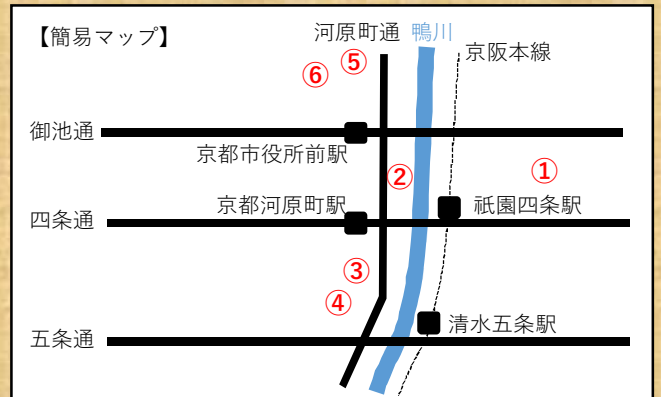 【簡易マップ】
河原町通
鴨川
京阪本線
⑤
⑥
御池通
京都市役所前駅
①
②
京都河原町駅
祇園四条駅
四条通
③
④
清水五条駅
五条通